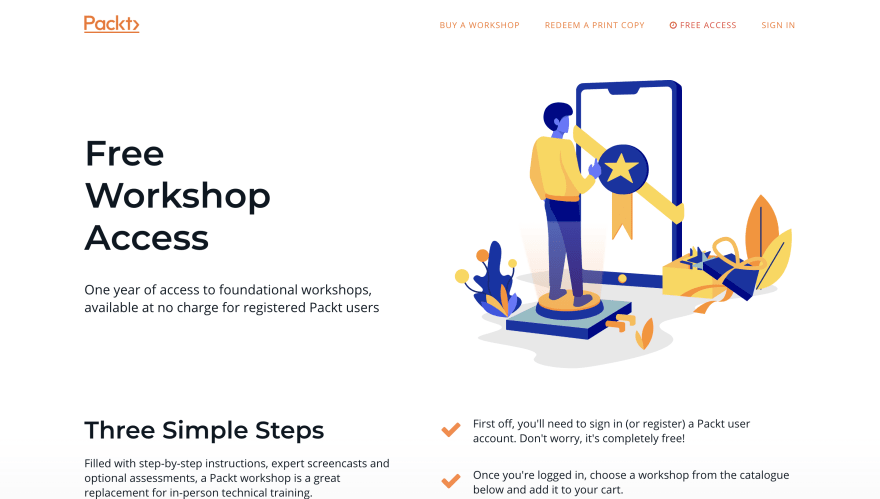 Packt
BUY A WORKSHOP
REDEEM A PRINT COPY
FREE ACCESS
SIGN IN
Free
Workshop
Access
One year of access to foundational workshops,
available at no charge for registered Packt users
Three Simple Steps
Filled with step-by-step instructions, expert screencasts and
optional assessments, a Packt workshop is a great
replacement for in-person technical training.
First off, you'll need to sign in (or register) a Packt user
account. Don't worry, it's completely free!
Once you're logged in, choose a workshop from the catalogue
below and add it to your cart.